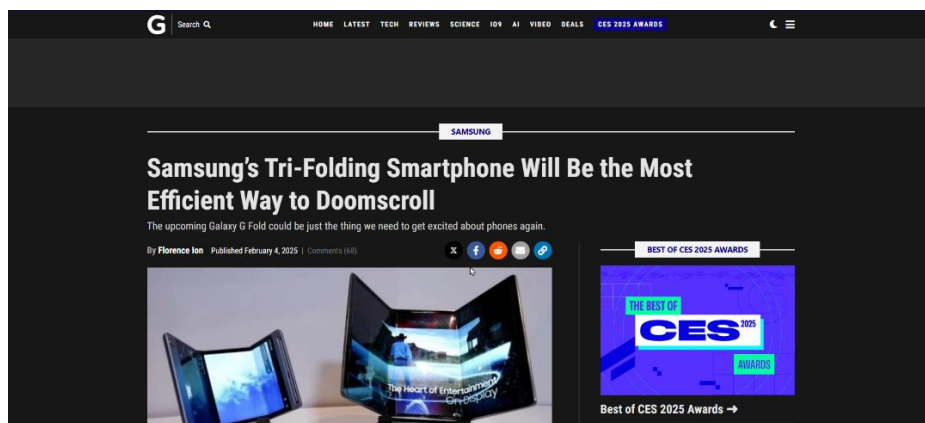 G
Search
HOME LATEST TECH REVIEWS SCIENCE IO9 AI VIDEO DEALS CES 2025 AWARDS
SAMSUNG
Samsung's Tri-Folding Smartphone Will Be the Most
Efficient Way to Doomscroll
The upcoming Galaxy G Fold could be just the thing we need to get excited about phones again.
By Florence Ion Published February 4, 2025 | Comments (68)
X
f
BEST OF CES 2025 AWARDS
THE BEST OF
CES 2025
AWARDS
The Heart of Entertainment
On Display
Best of CES 2025 Awards →